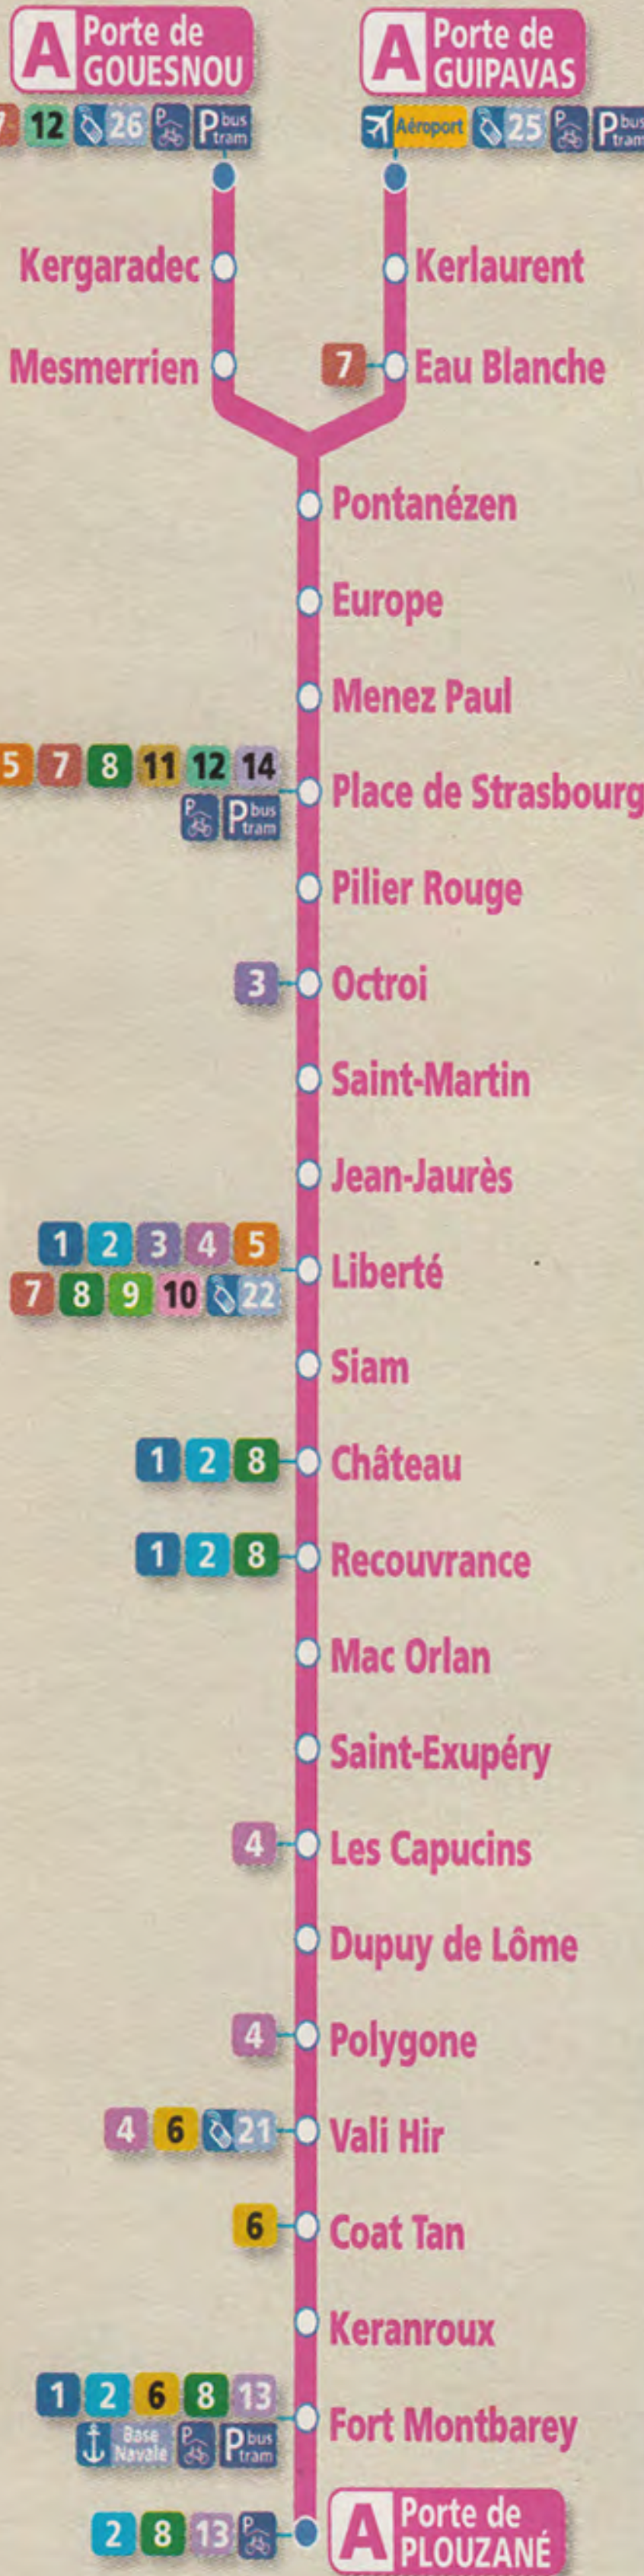 A Porte de GOUESNOU
A Porte de GUIPAVAS
7 12 26 P P bus tram
Aéroport 25 P P bus tram
Kergaradec
Kerlaurent
Mesmerrien
7 Eau Blanche
Pontanézen
Europe
Menez Paul
5 7 8 11 12 14
P P bus tram
Place de Strasbourg
Pilier Rouge
3 Octroi
Saint-Martin
Jean-Jaurès
1 2 3 4 5
7 8 9 10 22
Liberté
Siam
1 2 8 Château
1 2 8 Recouvrance
Mac Orlan
Saint-Exupéry
4 Les Capucins
Dupuy de Lôme
4 Polygone
4 6 21 Vali Hir
6 Coat Tan
Keranroux
1 2 6 8 13
Base Navale P P bus tram
Fort Montbarey
2 8 13 P
A Porte de PLOUZANÉ